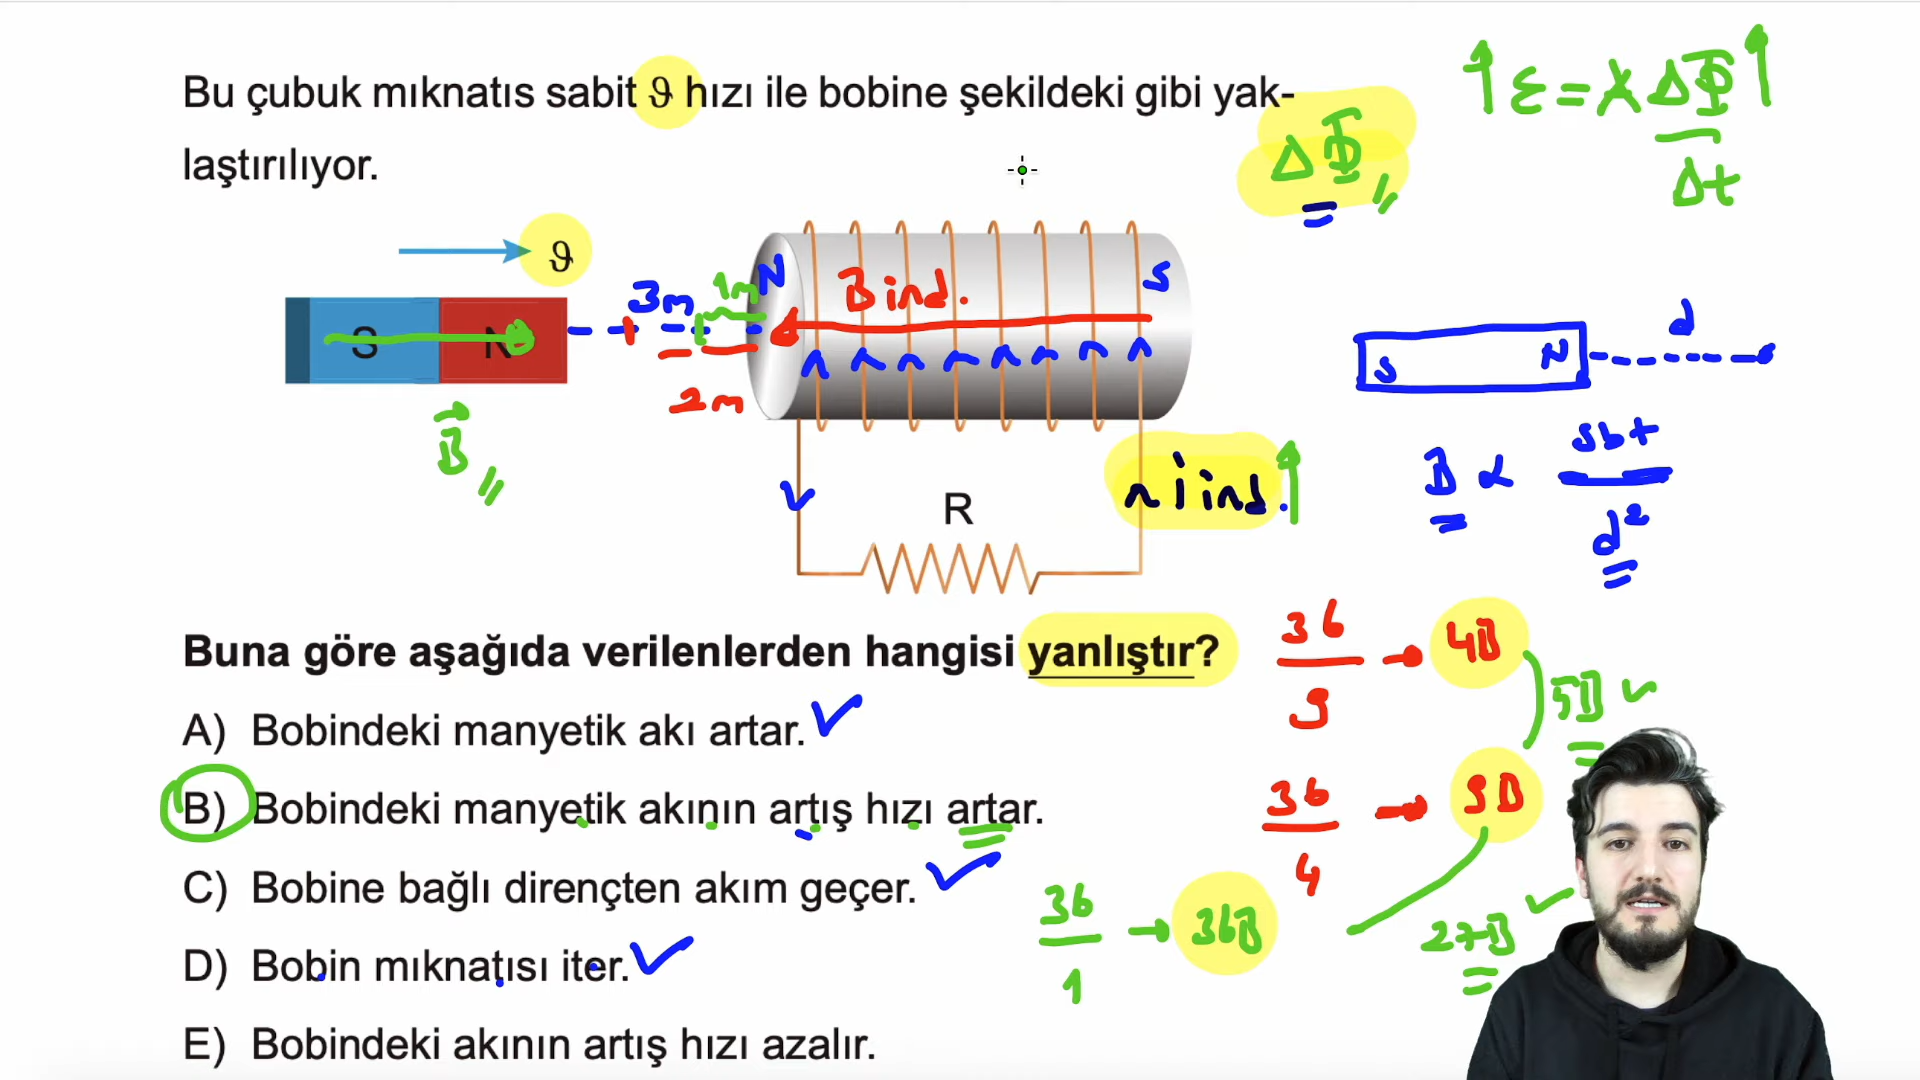 Bu çubuk mıknatıs sabit ϑ hızı ile bobine şekildeki gibi yak-
laştırılıyor.
ε = ΔΦ
Δt
ΔΦ
ϑ
S N
B
3m 1m
2m
N B ind. S
R
i ind.
S N d
B α sbt
d²
Buna göre aşağıda verilenlerden hangisi yanlıştır?
A) Bobindeki manyetik akı artar.
B) Bobindeki manyetik akının artış hızı artar.
C) Bobine bağlı dirençten akım geçer.
D) Bobin mıknatısı iter.
E) Bobindeki akının artış hızı azalır.
36
9 → 4B
5B
36
4 → 9B
36
1 → 36B
27B